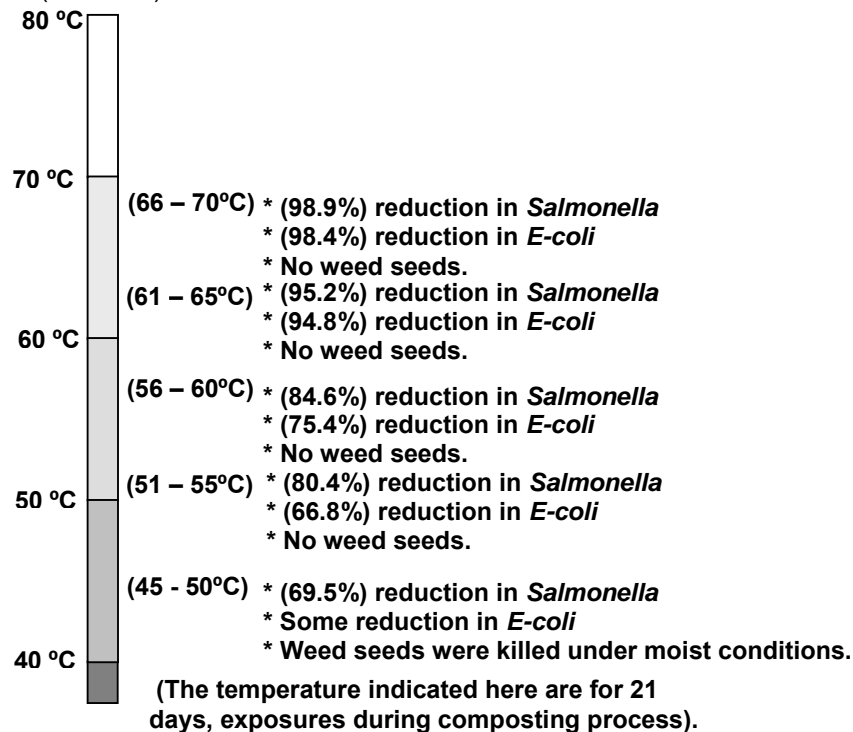 80 ºC
70 ºC
(66 – 70ºC) * (98.9%) reduction in Salmonella
* (98.4%) reduction in E-coli
* No weed seeds.
(61 – 65ºC) * (95.2%) reduction in Salmonella
* (94.8%) reduction in E-coli
60 ºC
* No weed seeds.
(56 – 60ºC) * (84.6%) reduction in Salmonella
* (75.4%) reduction in E-coli
* No weed seeds.
(51 – 55ºC) * (80.4%) reduction in Salmonella
50 ºC
* (66.8%) reduction in E-coli
* No weed seeds.
(45 - 50ºC) * (69.5%) reduction in Salmonella
* Some reduction in E-coli
* Weed seeds were killed under moist conditions.
40 ºC
(The temperature indicated here are for 21
days, exposures during composting process).